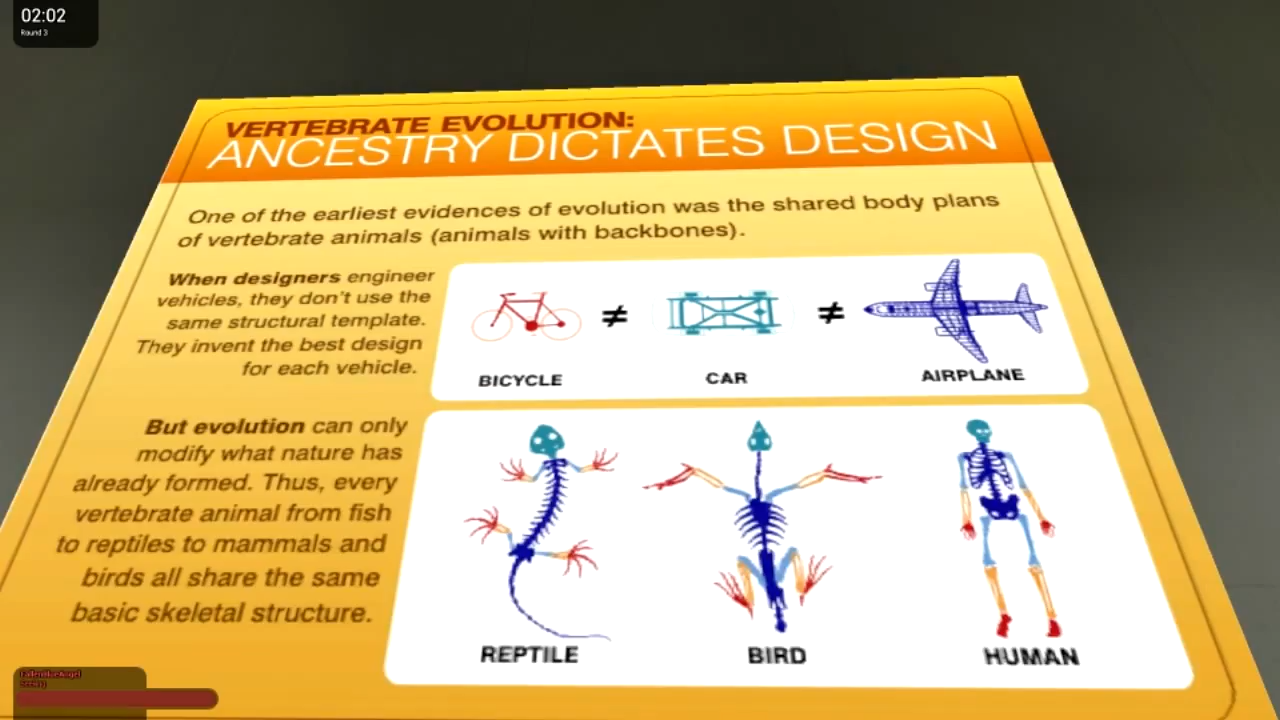 02:02
Round 3
VERTEBRATE EVOLUTION:
ANCESTRY DICTATES DESIGN
One of the earliest evidences of evolution was the shared body plans
of vertebrate animals (animals with backbones).
When designers engineer
vehicles, they don't use the
same structural template.
They invent the best design
for each vehicle.
≠ ≠
BICYCLE CAR AIRPLANE
But evolution can only
modify what nature has
already formed. Thus, every
vertebrate animal from fish
to reptiles to mammals and
birds all share the same
basic skeletal structure.
REPTILE BIRD HUMAN